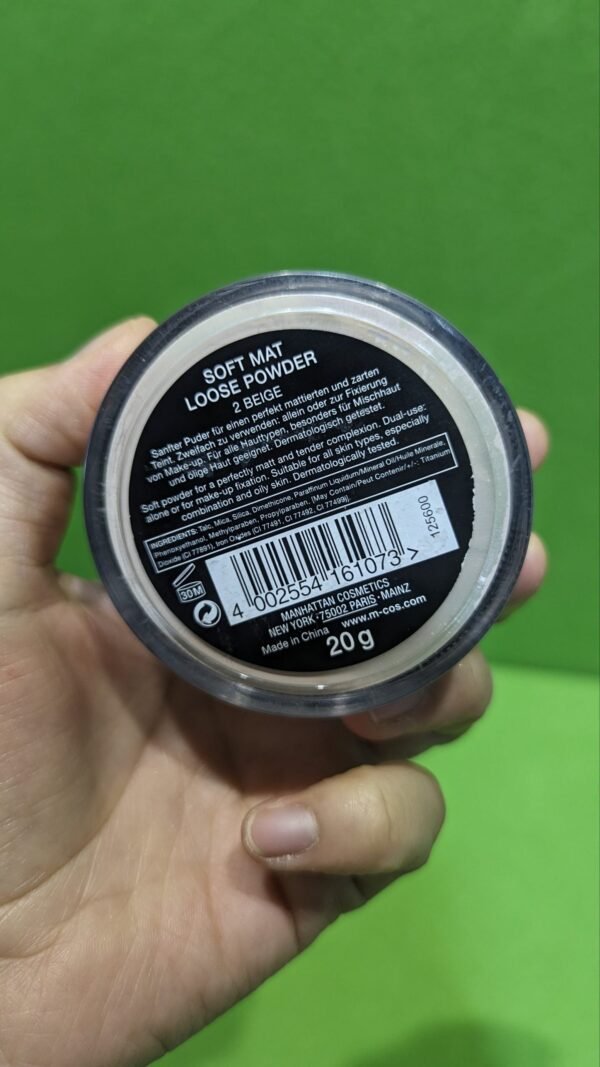 SOFT MAT
LOOSE POWDER
2 BEIGE
Sanfter Puder für einen perfekt mattierten und zarten
Teint. Zweifach zu verwenden: allein oder zur Fixierung
von Make-up. Für alle Hauttypen, besonders für Mischhaut
und ölige Haut geeignet. Dermatologisch getestet.
Soft powder for a perfectly matt and tender complexion. Dual-use:
alone or for make-up fixation. Suitable for all skin types, especially
combination and oily skin. Dermatologically tested.
INGREDIENTS: Talc, Mica, Silica, Dimethicone, Paraffinum Liquidum/Mineral Oil/Huile Minerale,
Phenoxyethanol, Methylparaben, Propylparaben, [May Contain/Peut Contenir/+/-: Titanium
Dioxide (CI 77891), Iron Oxides (CI 77491, CI 77492, CI 77499)].
125600
30M
4 002554 161073 >
MANHATTAN COSMETICS
NEW YORK·75002 PARIS·MAINZ
Made in China www.m-cos.com
20 g